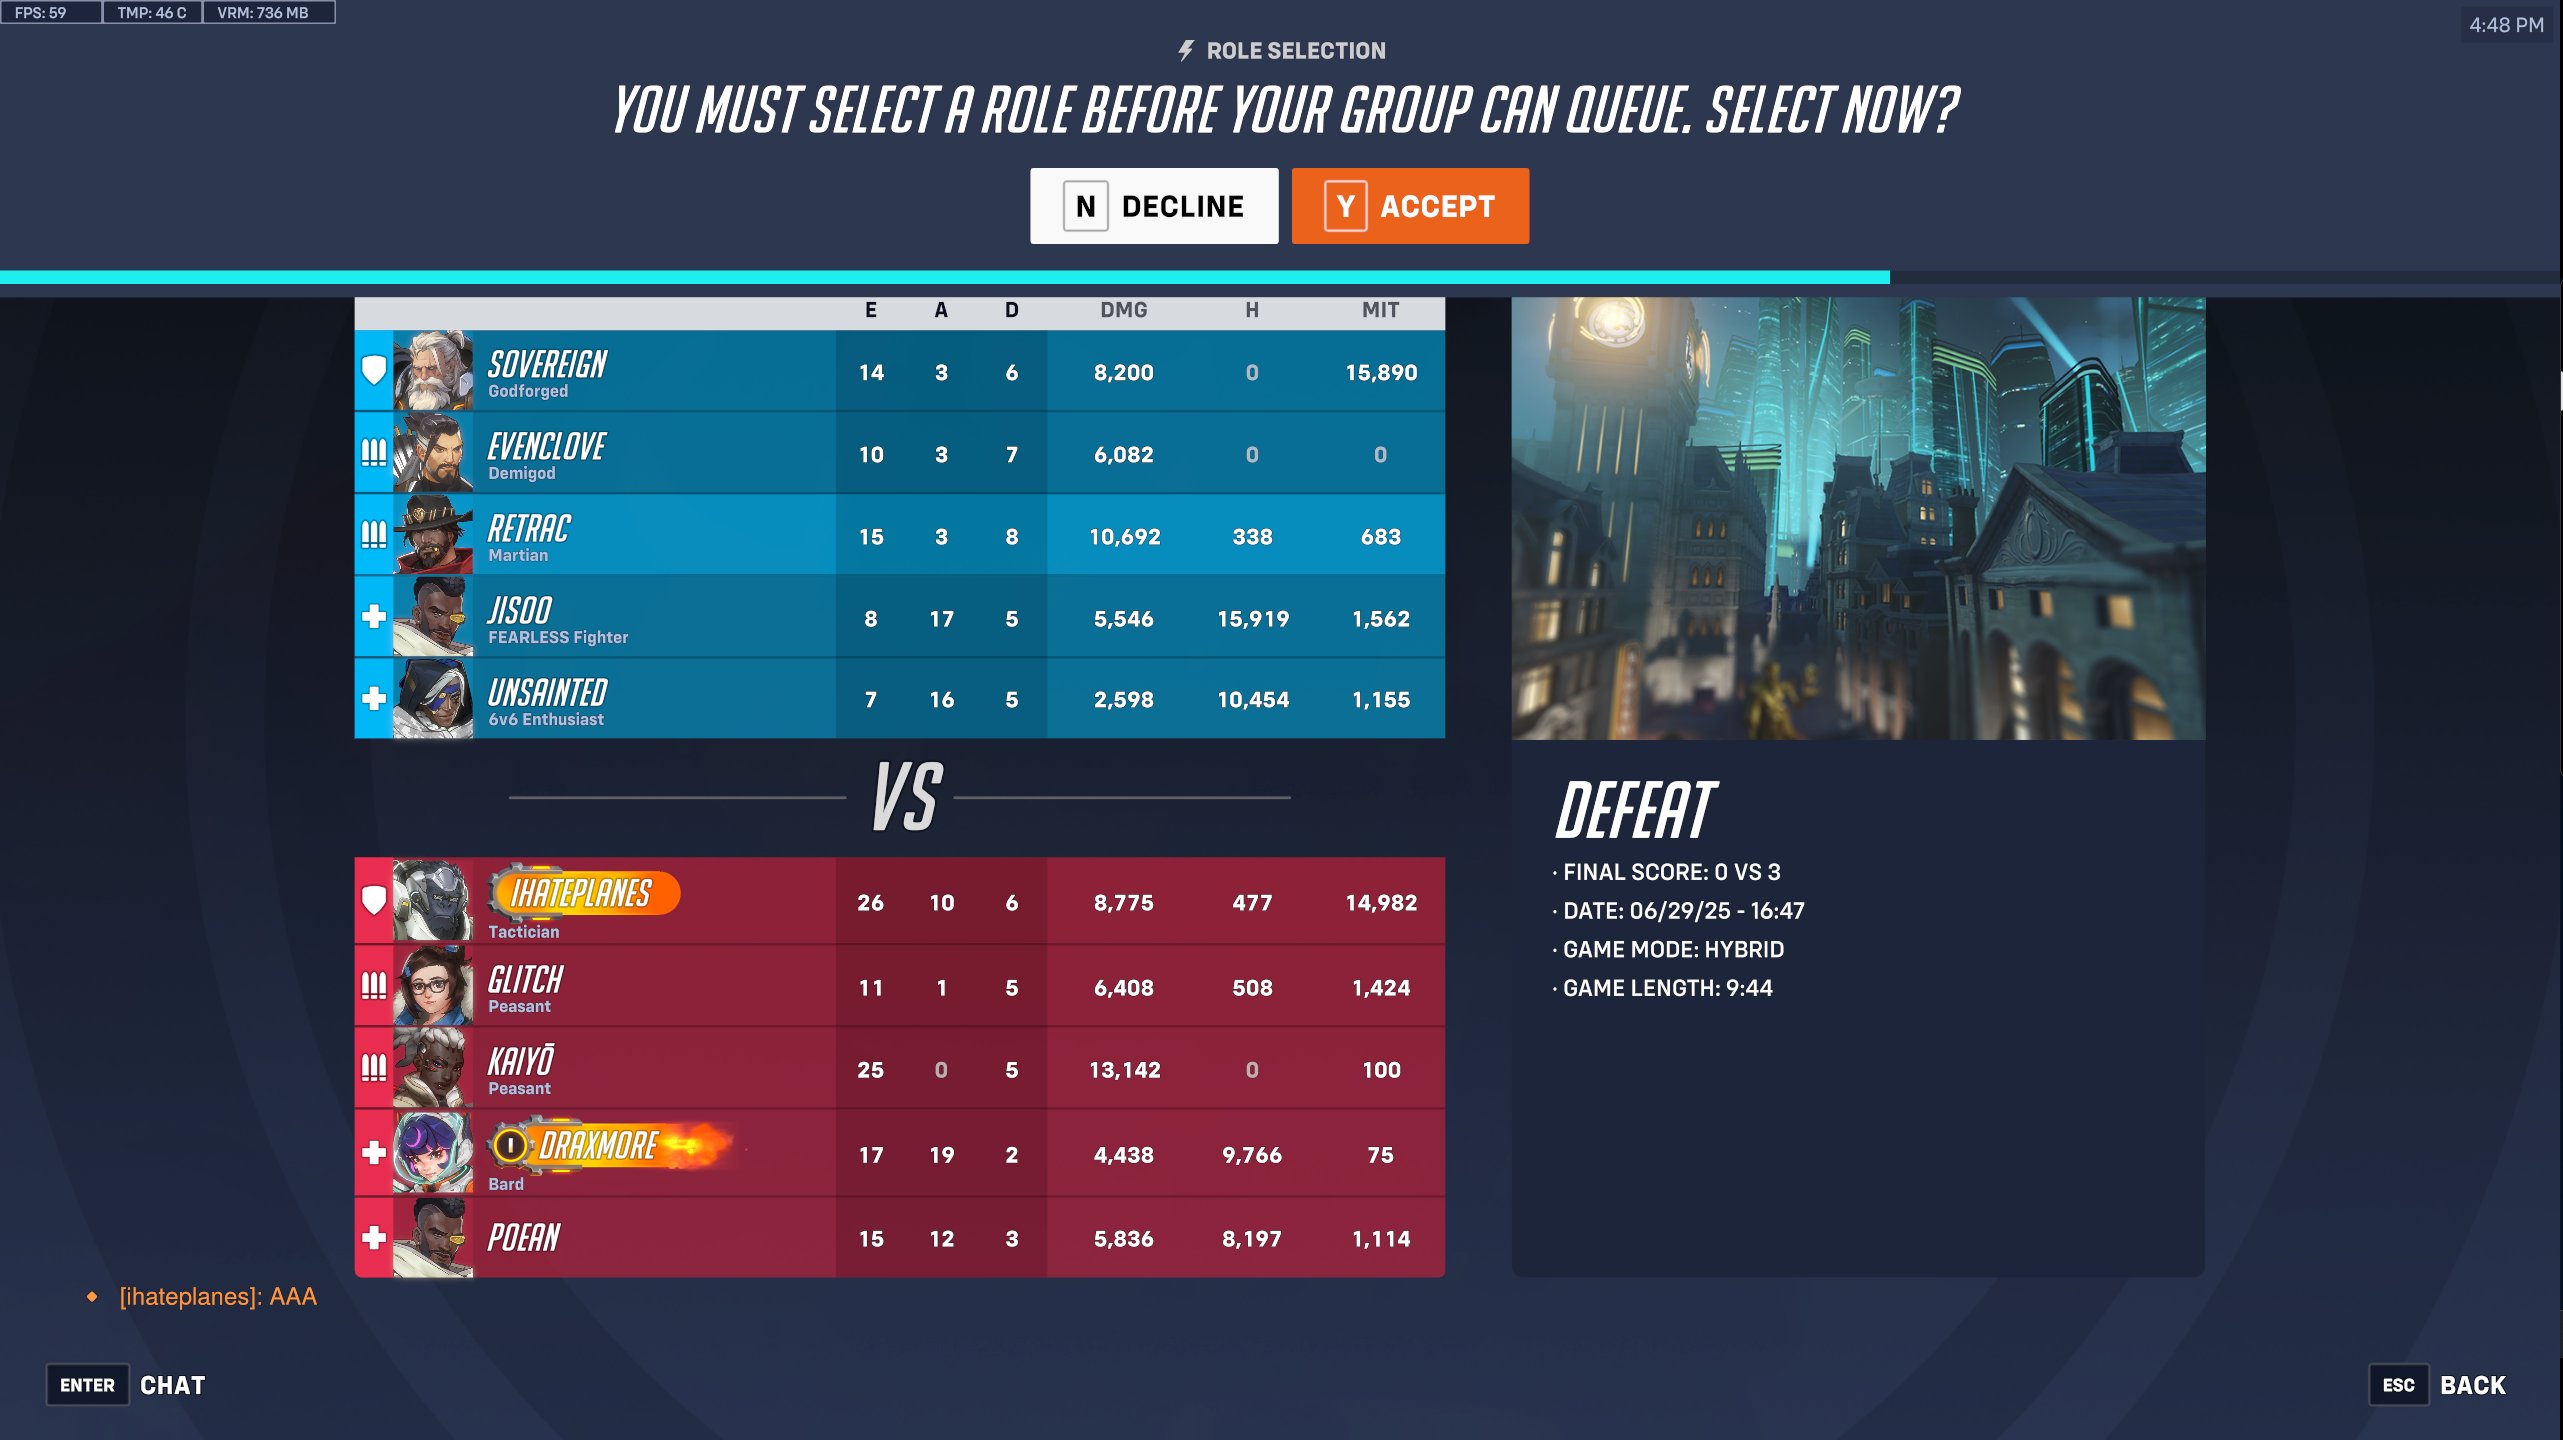 FPS: 59 TMP: 46 C VRM: 736 MB
4:48 PM
ROLE SELECTION
YOU MUST SELECT A ROLE BEFORE YOUR GROUP CAN QUEUE. SELECT NOW?
N DECLINE Y ACCEPT
E A D DMG H MIT
SOVEREIGN 14 3 6 8,200 0 15,890
Godforged
EVENCLOVE 10 3 7 6,082 0 0
Demigod
RETRAC 15 3 8 10,692 338 683
Martian
JISOO 8 17 5 5,546 15,919 1,562
FEARLESS Fighter
UNSAINTED 7 16 5 2,598 10,454 1,155
6v6 Enthusiast
VS
IHATEPLANES 26 10 6 8,775 477 14,982
Tactician
GLITCH 11 1 5 6,408 508 1,424
Peasant
KAIYŌ 25 0 5 13,142 0 100
Peasant
I DRAXMORE 17 19 2 4,438 9,766 75
Bard
POEAN 15 12 3 5,836 8,197 1,114
DEFEAT
· FINAL SCORE: 0 VS 3
· DATE: 06/29/25 - 16:47
· GAME MODE: HYBRID
· GAME LENGTH: 9:44
[ihateplanes]: AAA
ENTER CHAT
ESC BACK